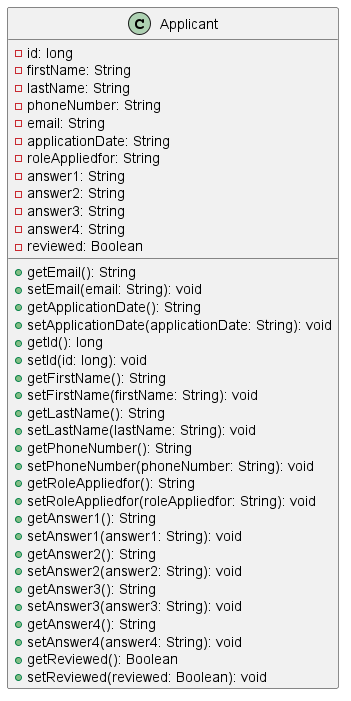 C Applicant
id: long
firstName: String
lastName: String
phoneNumber: String
email: String
applicationDate: String
roleAppliedfor: String
answer1: String
answer2: String
answer3: String
answer4: String
reviewed: Boolean
getEmail(): String
setEmail(email: String): void
getApplicationDate(): String
setApplicationDate(applicationDate: String): void
getId(): long
setId(id: long): void
getFirstName(): String
setFirstName(firstName: String): void
getLastName(): String
setLastName(lastName: String): void
getPhoneNumber(): String
setPhoneNumber(phoneNumber: String): void
getRoleAppliedfor(): String
setRoleAppliedfor(roleAppliedfor: String): void
getAnswer1(): String
setAnswer1(answer1: String): void
getAnswer2(): String
setAnswer2(answer2: String): void
getAnswer3(): String
setAnswer3(answer3: String): void
getAnswer4(): String
setAnswer4(answer4: String): void
getReviewed(): Boolean
setReviewed(reviewed: Boolean): void